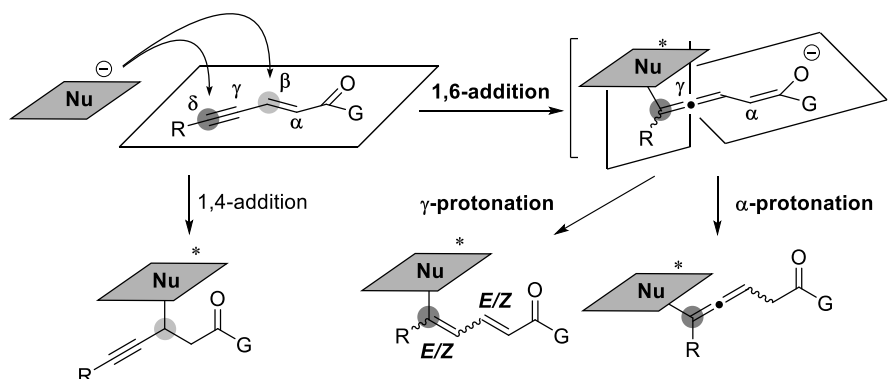 Nu
⊖
δ
γ
β
α
O
G
R
1,6-addition
*
Nu
⊖
O
γ
α
G
R
1,4-addition
γ-protonation
α-protonation
*
Nu
O
G
R
*
Nu
E/Z
O
G
R
E/Z
*
Nu
O
G
R